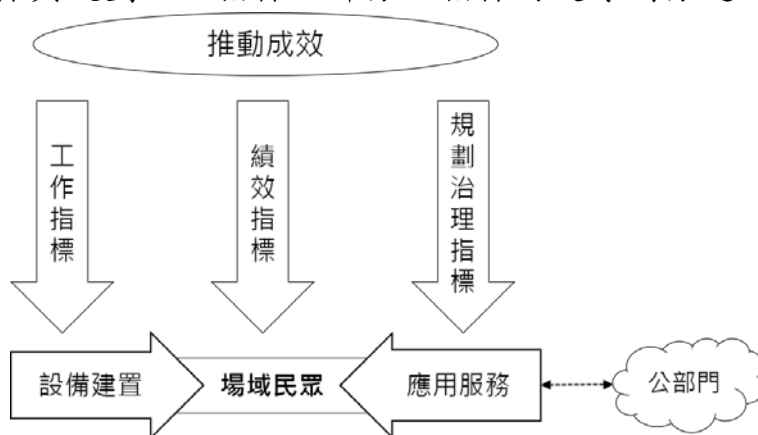 推動成效
工作指標
績效指標
規劃治理指標
設備建置
場域民眾
應用服務
公部門